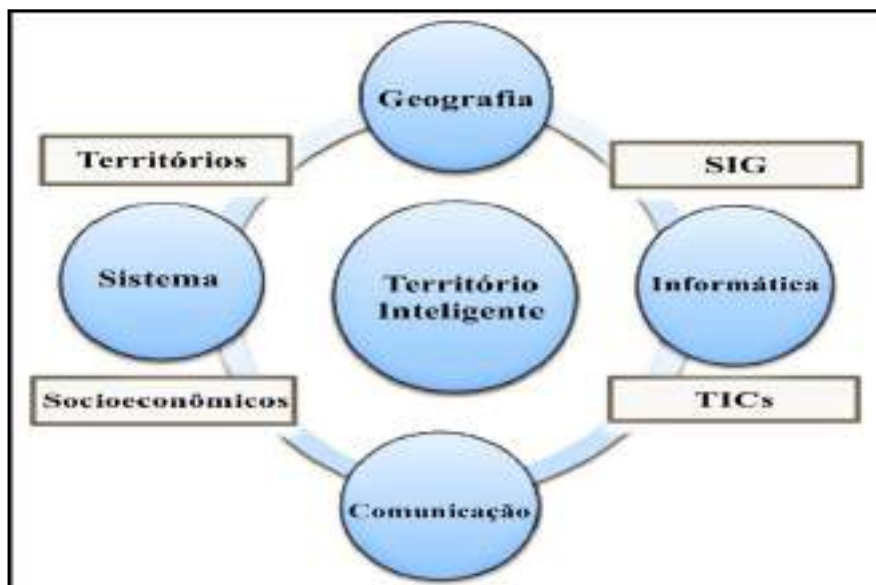 Geografia
Territórios
SIG
Sistema
Território
Inteligente
Informática
Socioeconômicos
TICs
Comunicação